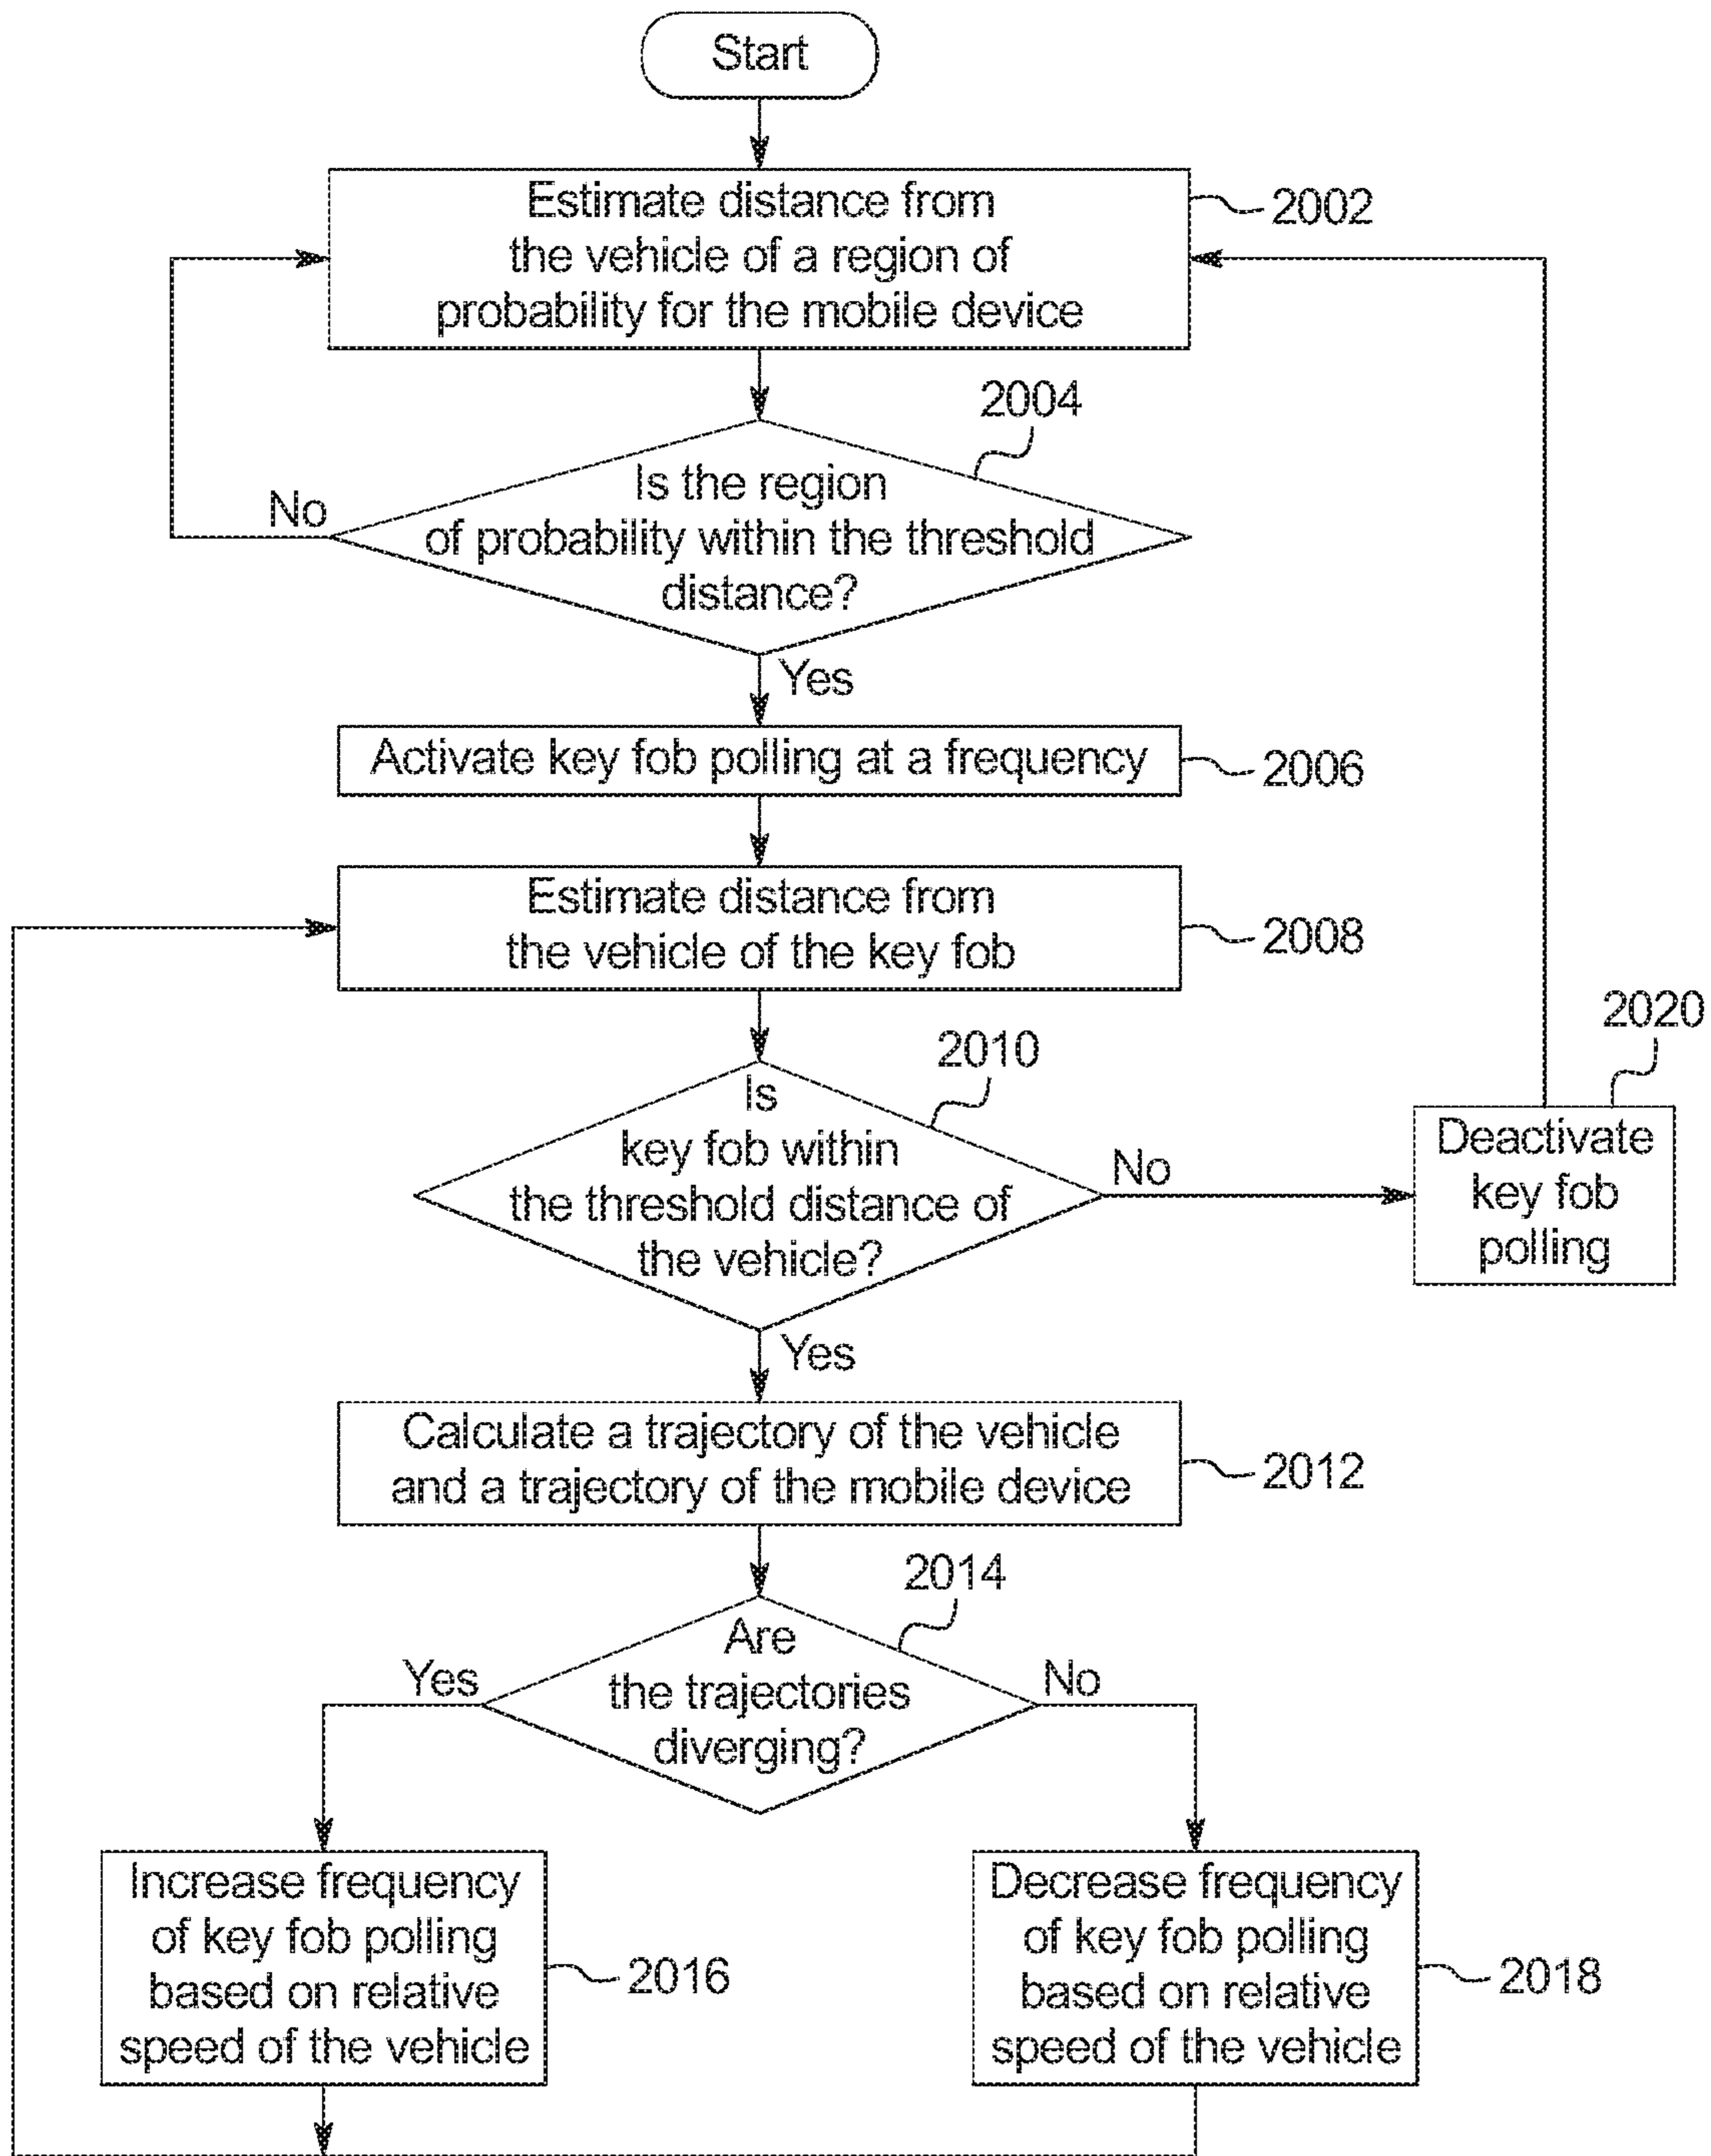 Start
Estimate distance from
the vehicle of a region of
probability for the mobile device
2002
2004
Is the region
of probability within the threshold
distance?
No
Yes
Activate key fob polling at a frequency
2006
Estimate distance from
the vehicle of the key fob
2008
2010
Is
key fob within
the threshold distance of
the vehicle?
No
2020
Deactivate
key fob
polling
Yes
Calculate a trajectory of the vehicle
and a trajectory of the mobile device
2012
2014
Are
the trajectories
diverging?
Yes
No
Increase frequency
of key fob polling
based on relative
speed of the vehicle
2016
Decrease frequency
of key fob polling
based on relative
speed of the vehicle
2018